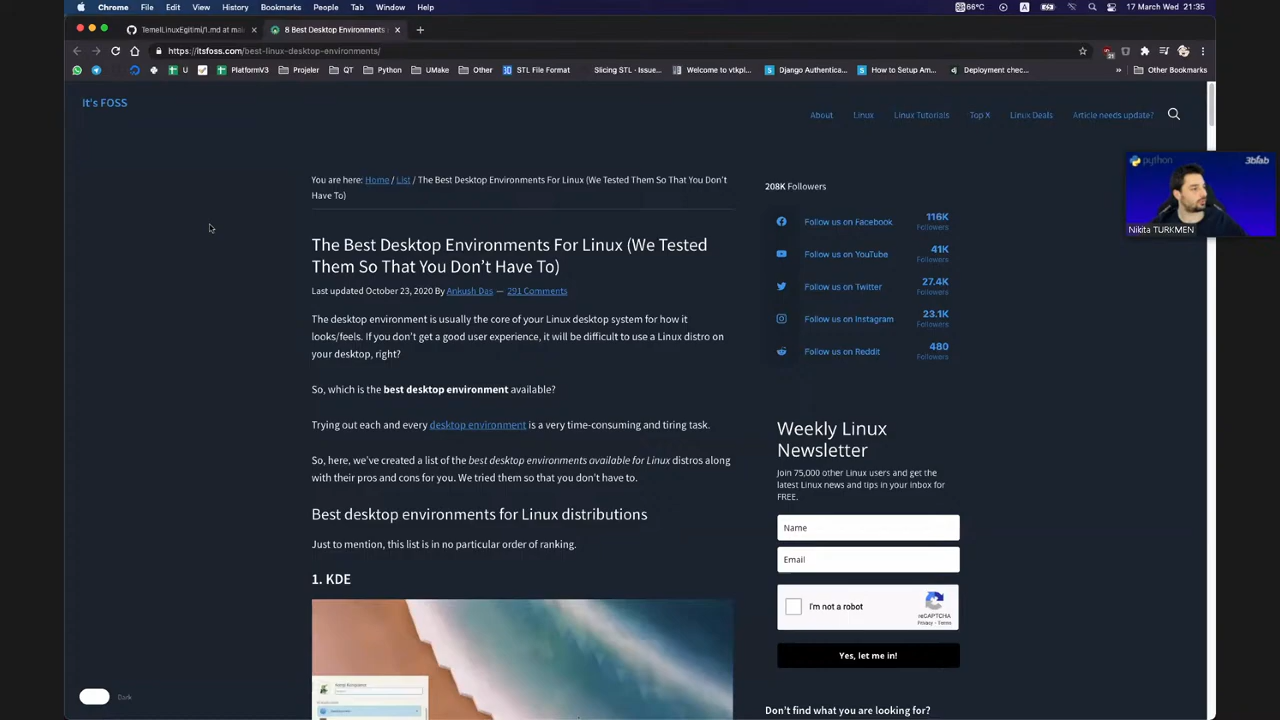 Chrome File Edit View History Bookmarks People Tab Window Help
66°C
17 March Wed 21:35
TemelLinuxEgitimi/1.md at mai
8 Best Desktop Environments
https://itsfoss.com/best-linux-desktop-environments/
U
PlatformV3
Projeler
QT
Python
UMake
Other
STL File Format
Slicing STL · Issue...
Welcome to vtkpl...
Django Authentica...
How to Setup Am...
Deployment chec...
»
Other Bookmarks
It's FOSS
About
Linux
Linux Tutorials
Top X
Linux Deals
Article needs update?
You are here: Home / List / The Best Desktop Environments For Linux (We Tested Them So That You Don't
Have To)
The Best Desktop Environments For Linux (We Tested
Them So That You Don't Have To)
Last updated October 23, 2020 By Ankush Das — 291 Comments
The desktop environment is usually the core of your Linux desktop system for how it
looks/feels. If you don't get a good user experience, it will be difficult to use a Linux distro on
your desktop, right?
So, which is the best desktop environment available?
Trying out each and every desktop environment is a very time-consuming and tiring task.
So, here, we've created a list of the best desktop environments available for Linux distros along
with their pros and cons for you. We tried them so that you don't have to.
Best desktop environments for Linux distributions
Just to mention, this list is in no particular order of ranking.
1. KDE
Dark
208K Followers
Follow us on Facebook
116K
Followers
Follow us on YouTube
41K
Followers
Follow us on Twitter
27.4K
Followers
Follow us on Instagram
23.1K
Followers
Follow us on Reddit
480
Followers
Weekly Linux
Newsletter
Join 75,000 other Linux users and get the
latest Linux news and tips in your inbox for
FREE.
Name
Email
I'm not a robot
reCAPTCHA
Privacy - Terms
Yes, let me in!
Don't find what you are looking for?
python
3bfab
Nikita TURKMEN